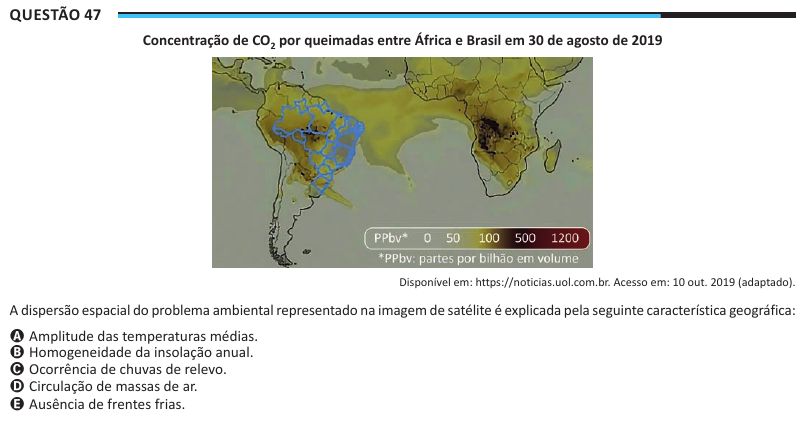 QUESTÃO 47
Concentração de CO₂ por queimadas entre África e Brasil em 30 de agosto de 2019
PPbv* 0 50 100 500 1200
*PPbv: partes por bilhão em volume
Disponível em: https://noticias.uol.com.br. Acesso em: 10 out. 2019 (adaptado).
A dispersão espacial do problema ambiental representado na imagem de satélite é explicada pela seguinte característica geográfica:
A Amplitude das temperaturas médias.
B Homogeneidade da insolação anual.
C Ocorrência de chuvas de relevo.
D Circulação de massas de ar.
E Ausência de frentes frias.